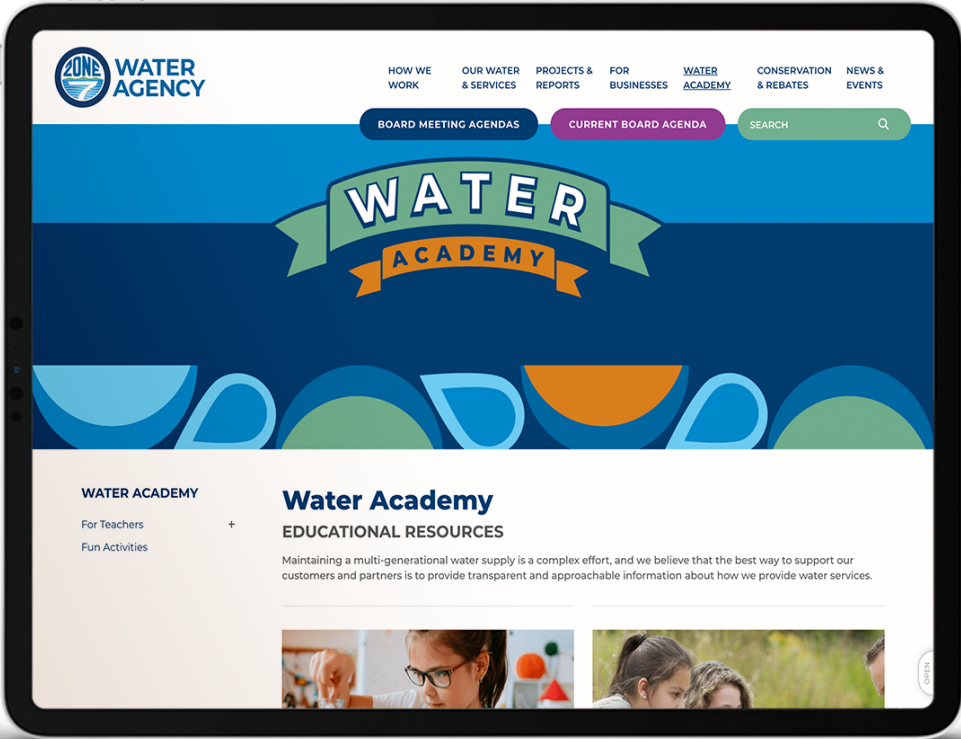 ZONE
7
WATER
AGENCY
HOW WE
WORK
OUR WATER
& SERVICES
PROJECTS &
REPORTS
FOR
BUSINESSES
WATER
ACADEMY
CONSERVATION
& REBATES
NEWS &
EVENTS
BOARD MEETING AGENDAS
CURRENT BOARD AGENDA
SEARCH
WATER
ACADEMY
WATER ACADEMY
For Teachers +
Fun Activities
Water Academy
EDUCATIONAL RESOURCES
Maintaining a multi-generational water supply is a complex effort, and we believe that the best way to support our
customers and partners is to provide transparent and approachable information about how we provide water services.
OPEN